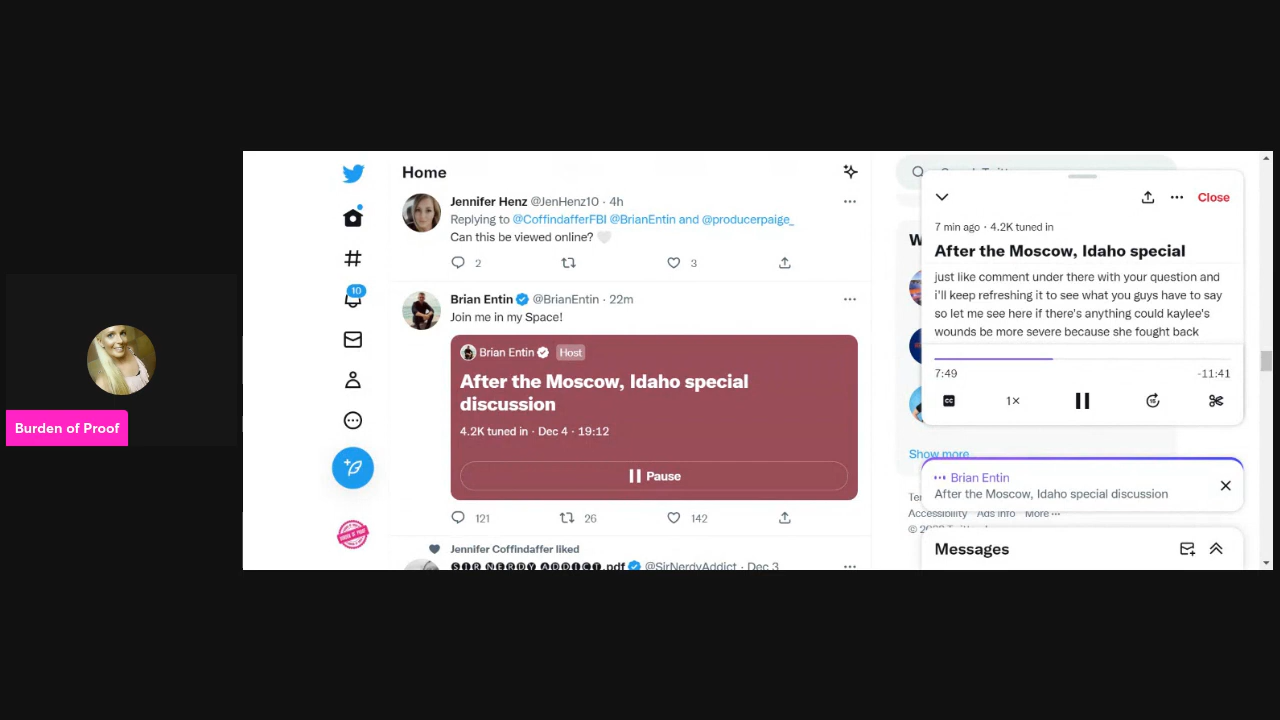 Burden of Proof
10
Home
Jennifer Henz @JenHenz10 · 4h
Replying to @CoffindafferFBI @BrianEntin and @producerpaige_
Can this be viewed online? 🤍
2
3
Brian Entin @BrianEntin · 22m
Join me in my Space!
Brian Entin Host
After the Moscow, Idaho special
discussion
4.2K tuned in · Dec 4 · 19:12
Pause
121
26
142
Jennifer Coffindaffer liked
🅢🅘🅡 🅝🅔🅡🅓🅨 🅐🅓🅓🅘🅒🅣.pdf @SirNerdyAddict · Dec 3
Close
7 min ago · 4.2K tuned in
After the Moscow, Idaho special
just like comment under there with your question and
i'll keep refreshing it to see what you guys have to say
so let me see here if there's anything could kaylee's
wounds be more severe because she fought back
7:49
-11:41
CC
1×
15
Show more
Brian Entin
After the Moscow, Idaho special discussion
Accessibility Ads info More ···
Messages